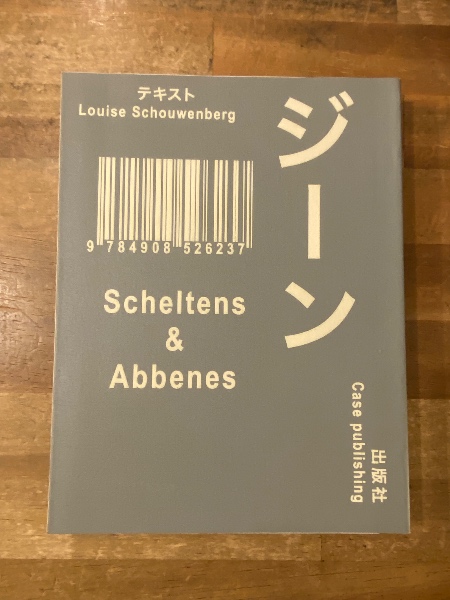 テキスト
Louise Schouwenberg
ジーン
9 784908 526237
Scheltens
&
Abbenes
出版社
Case publishing